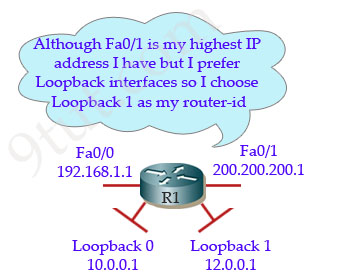 Although Fa0/1 is my highest IP
address I have but I prefer
Loopback interfaces so I choose
Loopback 1 as my router-id
9tut.com
Fa0/0
192.168.1.1
Fa0/1
200.200.200.1
R1
Loopback 0
10.0.0.1
Loopback 1
12.0.0.1